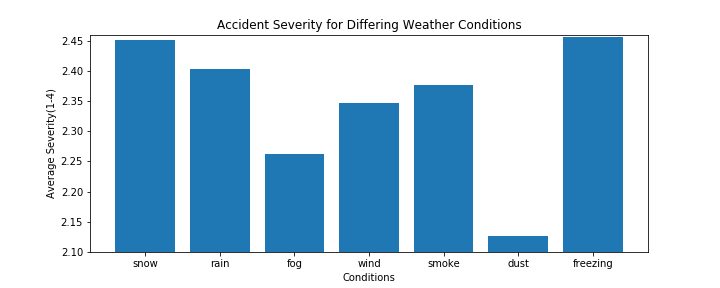 Accident Severity for Differing Weather Conditions
2.45
2.40
2.35
2.30
2.25
2.20
2.15
2.10
Average Severity(1-4)
snow rain fog wind smoke dust freezing
Conditions